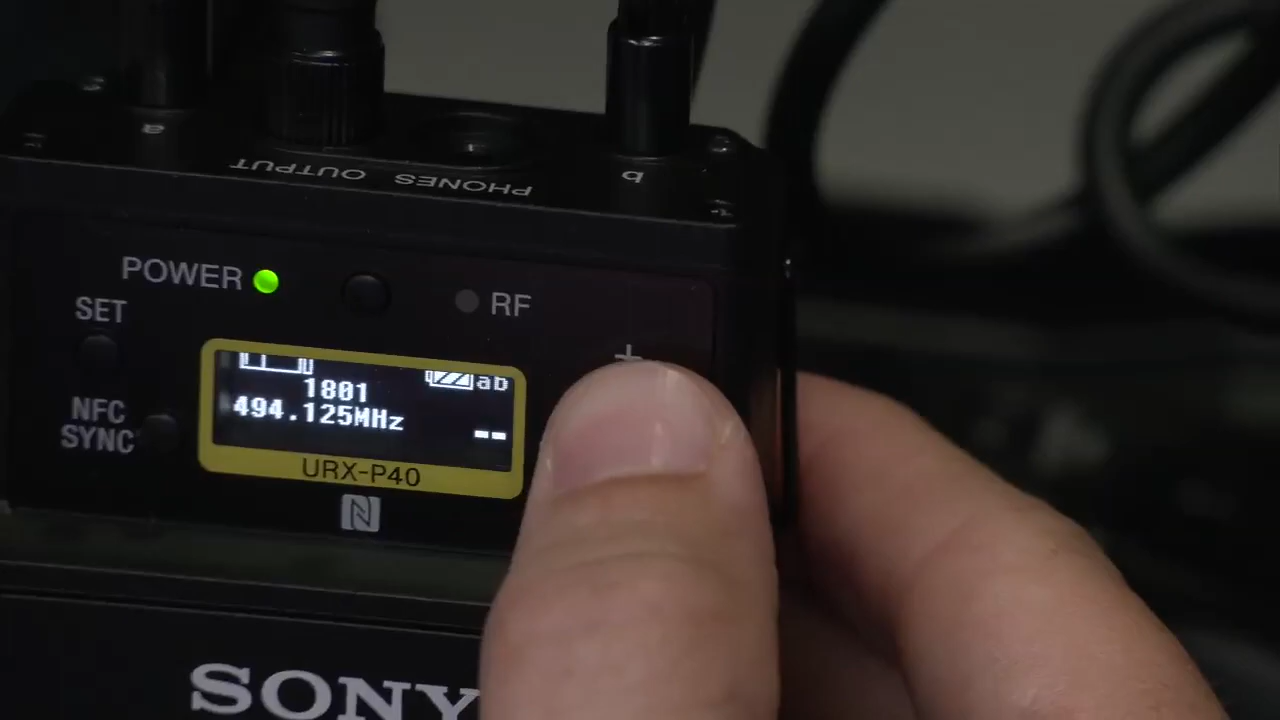 a
OUTPUT
PHONES
b
POWER
RF
SET
+
NFC
SYNC
ab
1801
494.125MHz
--
URX-P40
N
SONY